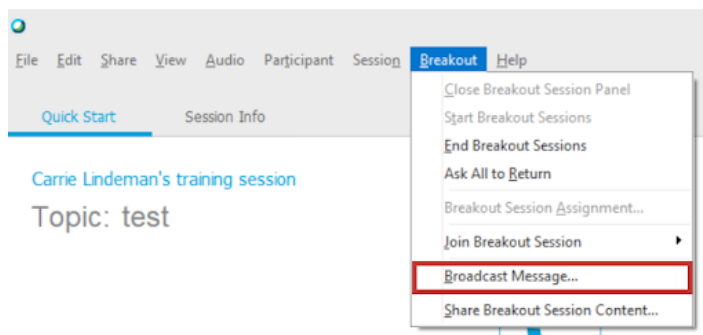 File Edit Share View Audio Participant Session Breakout Help
Close Breakout Session Panel
Quick Start Session Info
Start Breakout Sessions
End Breakout Sessions
Carrie Lindeman's training session
Ask All to Return
Topic: test
Breakout Session Assignment...
Join Breakout Session
Broadcast Message...
Share Breakout Session Content...